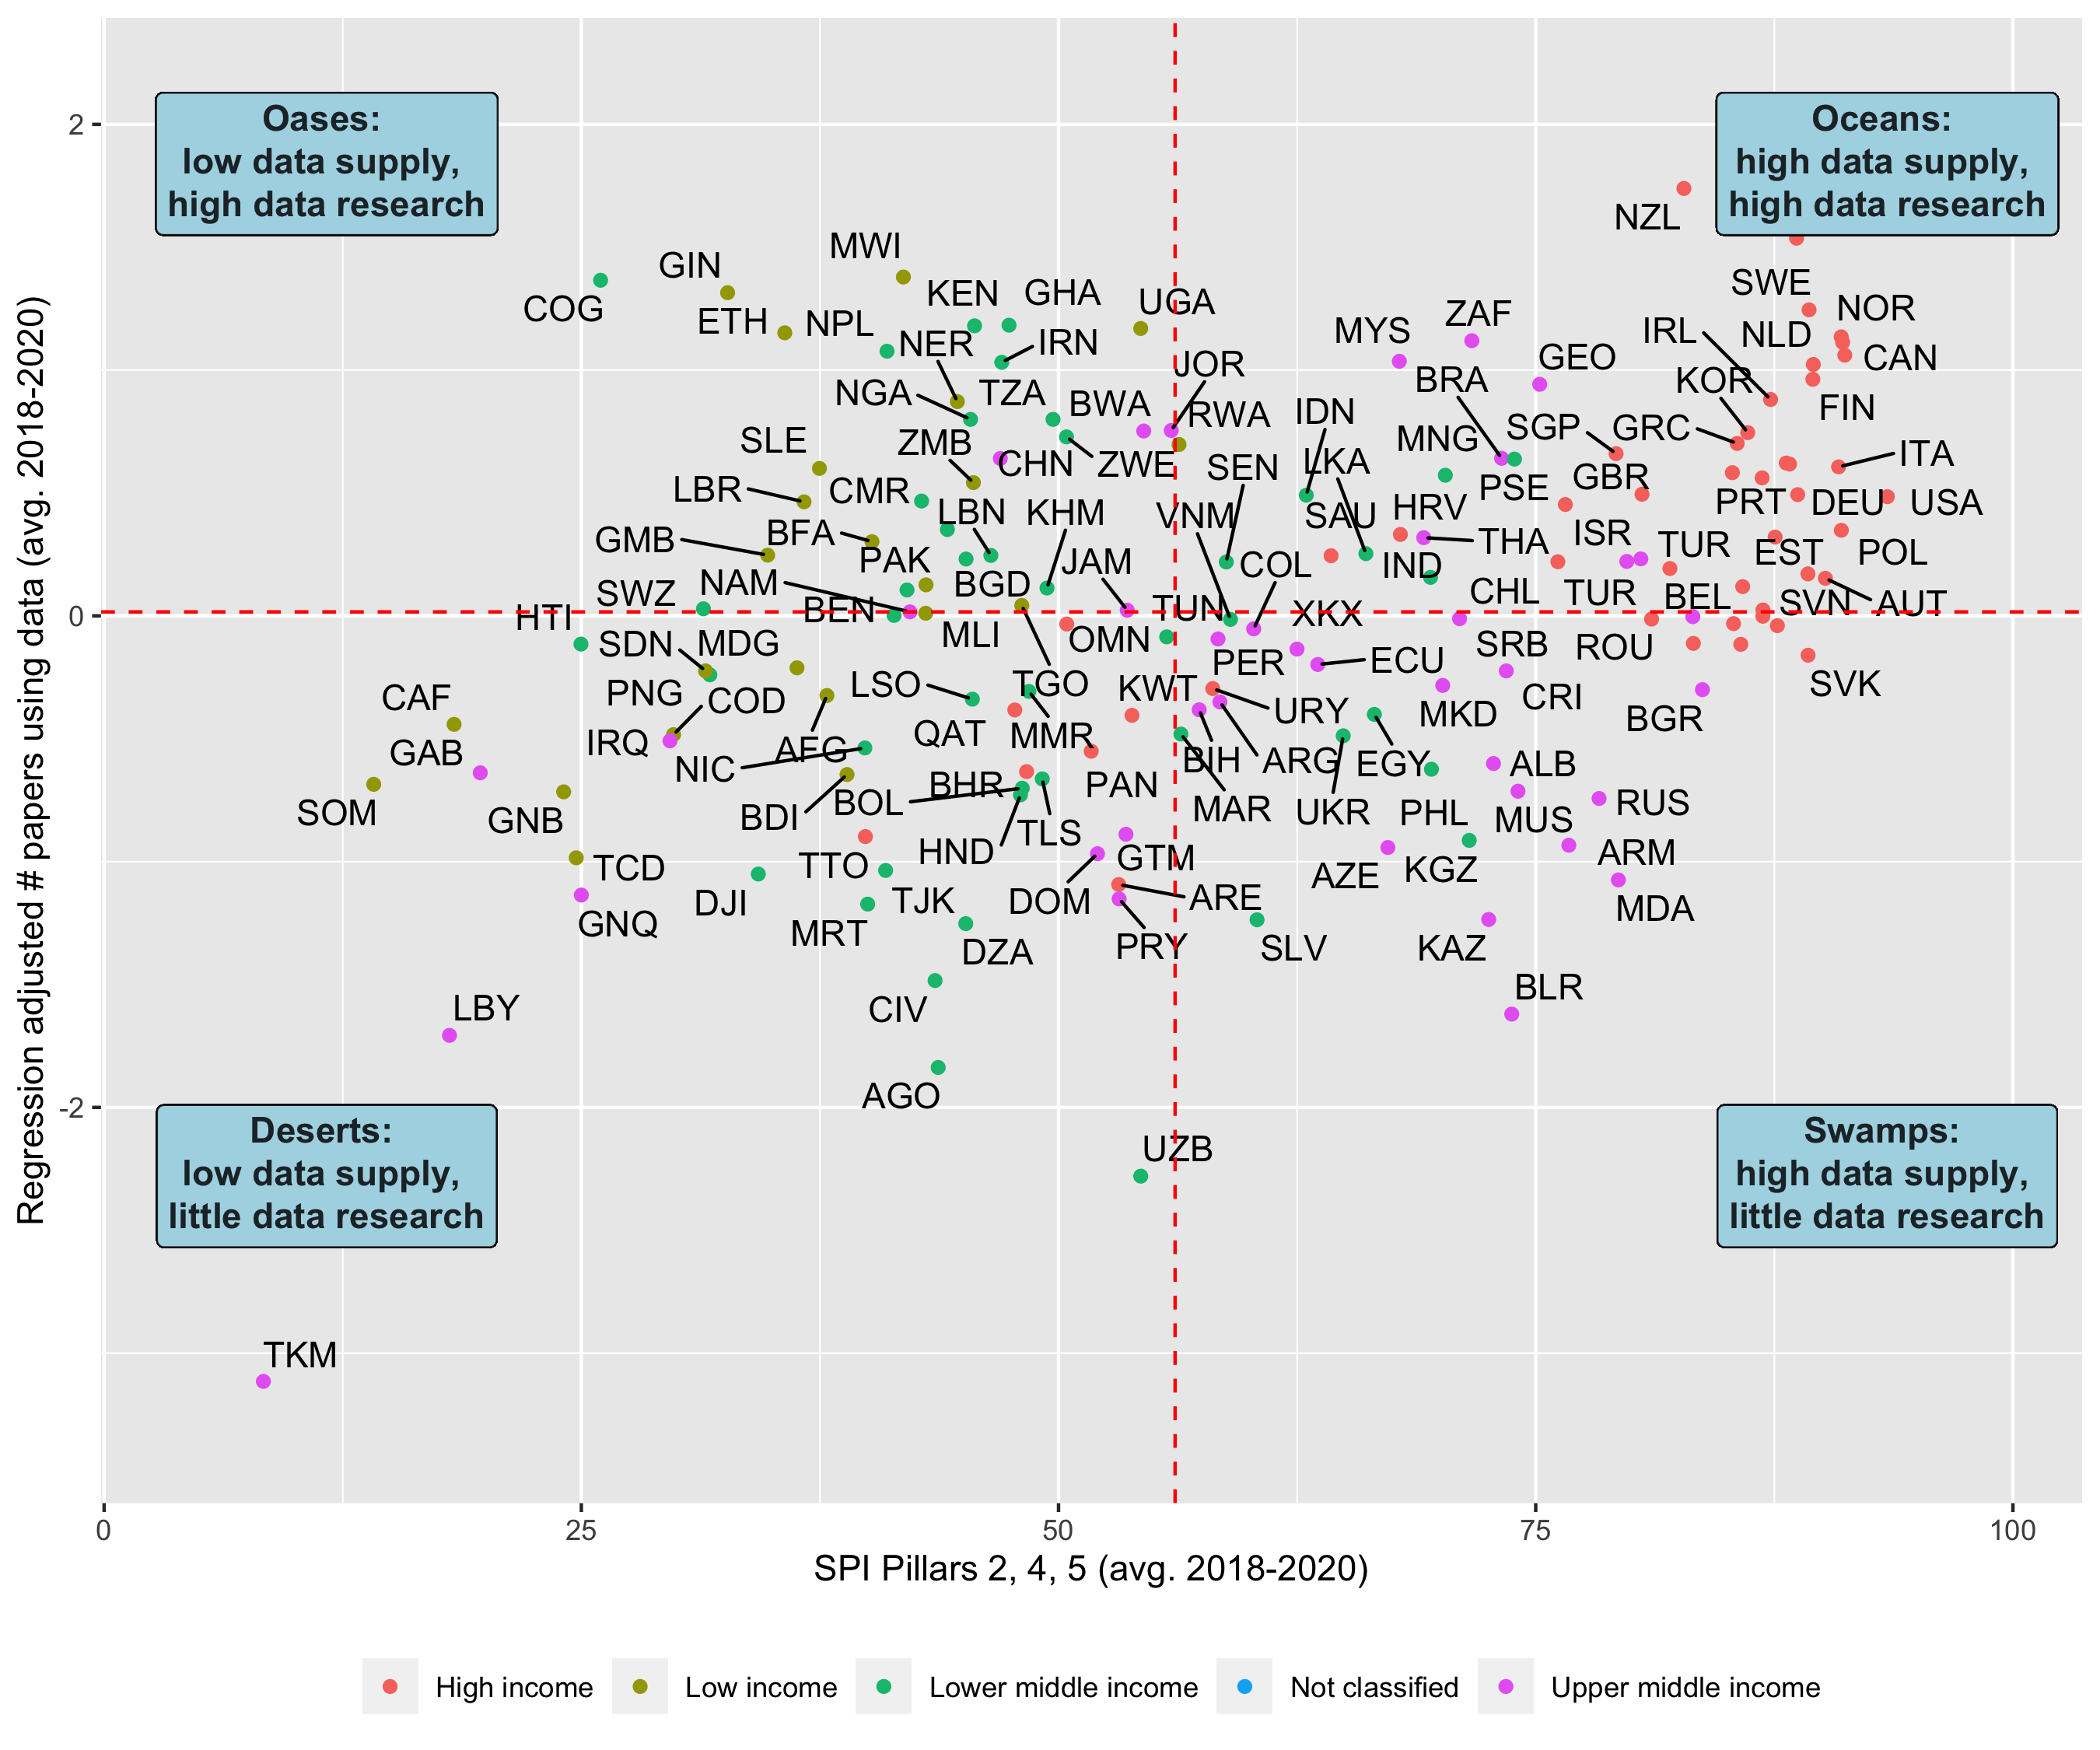 Oases:
low data supply,
high data research
Oceans:
high data supply,
high data research
Deserts:
low data supply,
little data research
Swamps:
high data supply,
little data research
Regression adjusted # papers using data (avg. 2018-2020)
2
0
-2
NZL
MWI
GIN
COG
ETH
NPL
KEN
GHA
UGA
SWE
NOR
NER
IRN
JOR
MYS
ZAF
IRL
NLD
CAN
GEO
KOR
NGA
TZA
BWA
RWA
IDN
BRA
FIN
SLE
ZMB
CHN
ZWE
SEN
LKA
MNG
SGP
GRC
ITA
LBR
CMR
LBN
KHM
VNM
SAU
HRV
PSE
GBR
PRT
DEU
USA
GMB
BFA
PAK
JAM
COL
IND
THA
ISR
TUR
EST
POL
SWZ
NAM
BEN
BGD
TUN
XKX
CHL
TUR
BEL
SVN
AUT
HTI
SDN
MDG
MLI
OMN
PER
ECU
SRB
ROU
SVK
CAF
PNG
COD
LSO
TGO
KWT
URY
MKD
CRI
BGR
GAB
IRQ
NIC
AFG
QAT
MMR
BIH
ARG
EGY
ALB
SOM
GNB
BDI
BOL
BHR
PAN
MAR
UKR
PHL
MUS
RUS
TCD
TTO
HND
TLS
GTM
AZE
KGZ
ARM
GNQ
DJI
MRT
TJK
DOM
ARE
MDA
DZA
PRY
SLV
KAZ
LBY
CIV
BLR
AGO
UZB
TKM
0
25
50
75
100
SPI Pillars 2, 4, 5 (avg. 2018-2020)
High income
Low income
Lower middle income
Not classified
Upper middle income